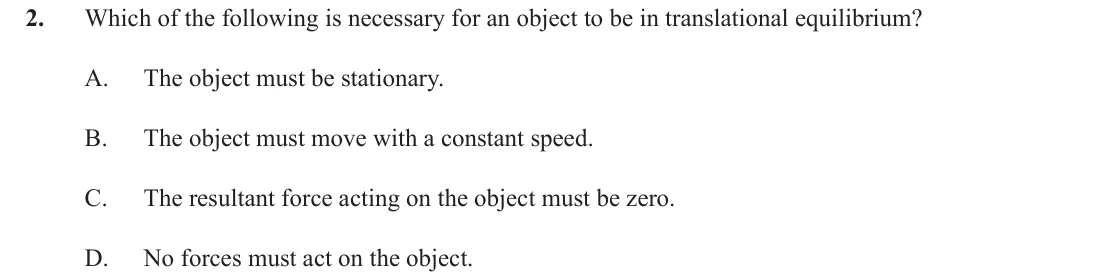 2. Which of the following is necessary for an object to be in translational equilibrium?
A. The object must be stationary.
B. The object must move with a constant speed.
C. The resultant force acting on the object must be zero.
D. No forces must act on the object.